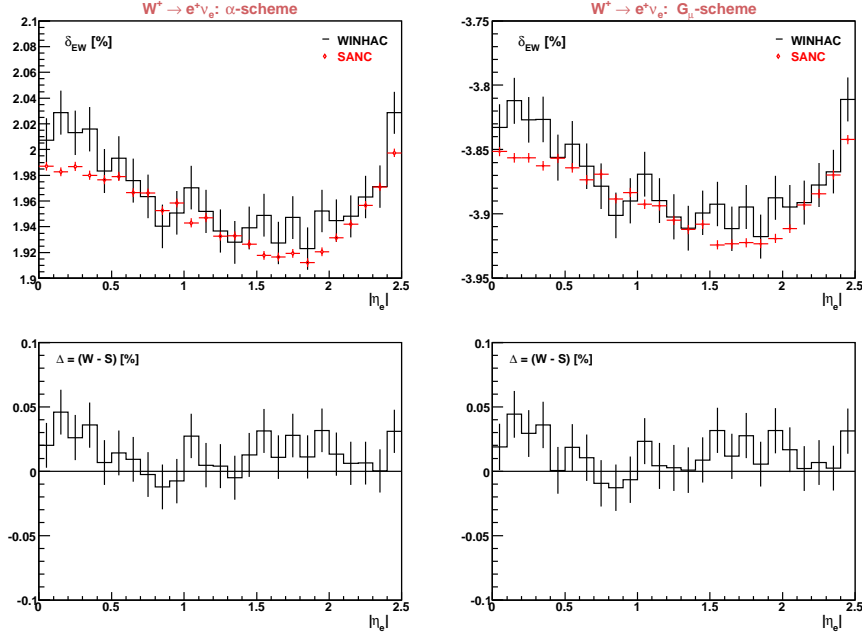 W⁺ → e⁺νₑ: α-scheme
W⁺ → e⁺νₑ: G_μ-scheme
2.1
2.08
2.06
2.04
2.02
2
1.98
1.96
1.94
1.92
1.9
δ_EW [%]
WINHAC
SANC
0 0.5 1 1.5 2 2.5
|ηₑ|
-3.75
-3.8
-3.85
-3.9
-3.95
δ_EW [%]
WINHAC
SANC
0 0.5 1 1.5 2 2.5
|ηₑ|
0.1
0.05
0
-0.05
-0.1
Δ = (W - S) [%]
0 0.5 1 1.5 2 2.5
|ηₑ|
0.1
0.05
0
-0.05
-0.1
Δ = (W - S) [%]
0 0.5 1 1.5 2 2.5
|ηₑ|